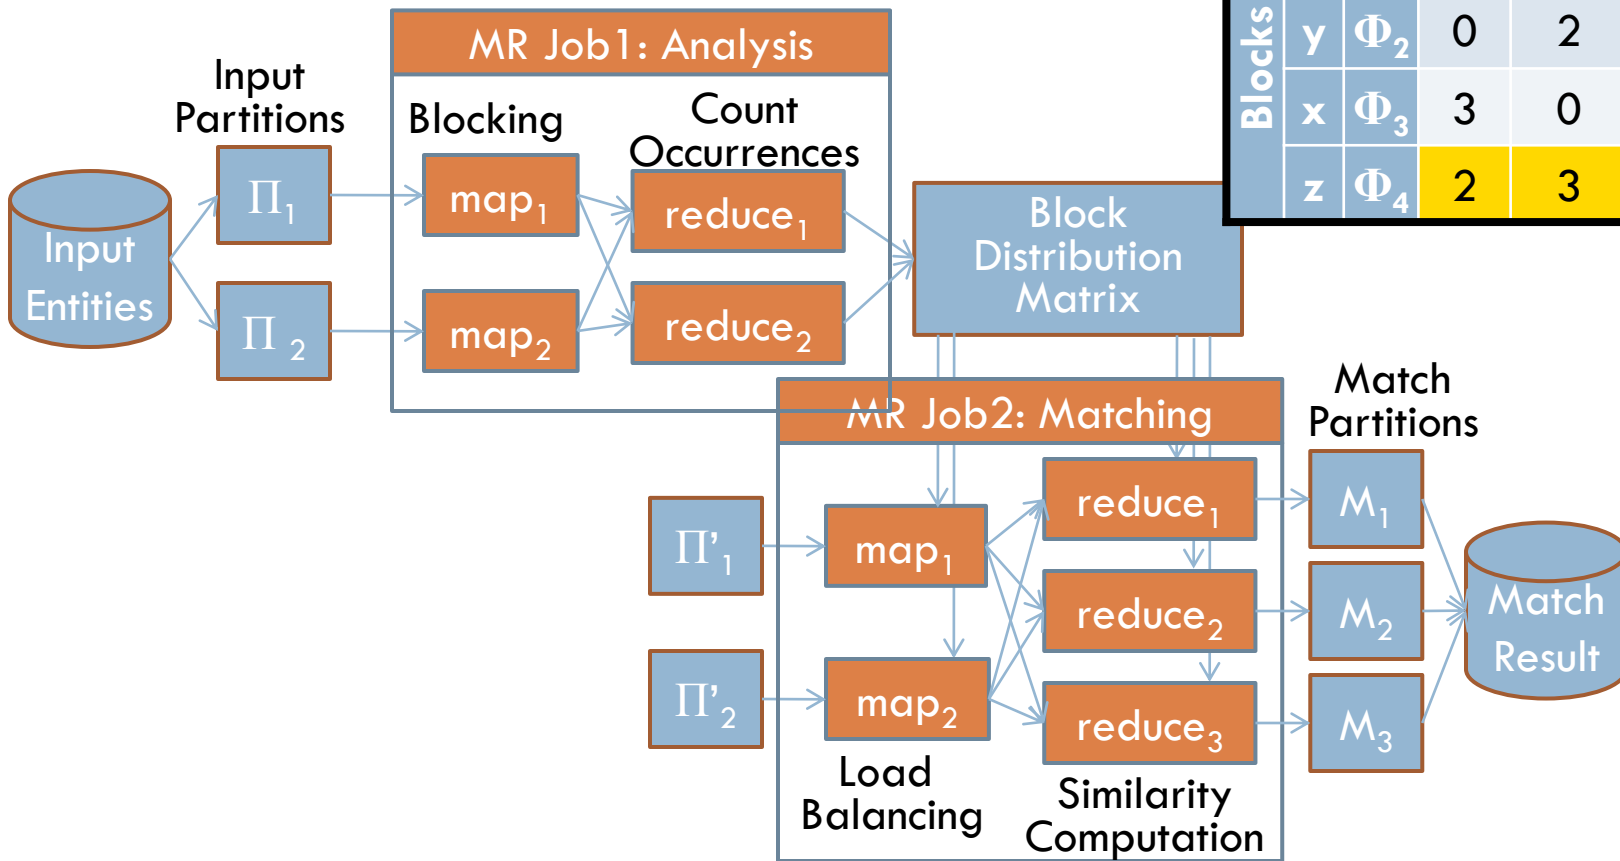 MR Job1: Analysis
Input
Partitions
Blocking
Count
Occurrences
Π1
map1
reduce1
Input
Entities
Π 2
map2
reduce2
Block
Distribution
Matrix
Blocks
y Φ2 0 2
x Φ3 3 0
z Φ4 2 3
MR Job2: Matching
Match
Partitions
Π'1
map1
reduce1
M1
reduce2
M2
Π'2
map2
reduce3
M3
Match
Result
Load
Balancing
Similarity
Computation